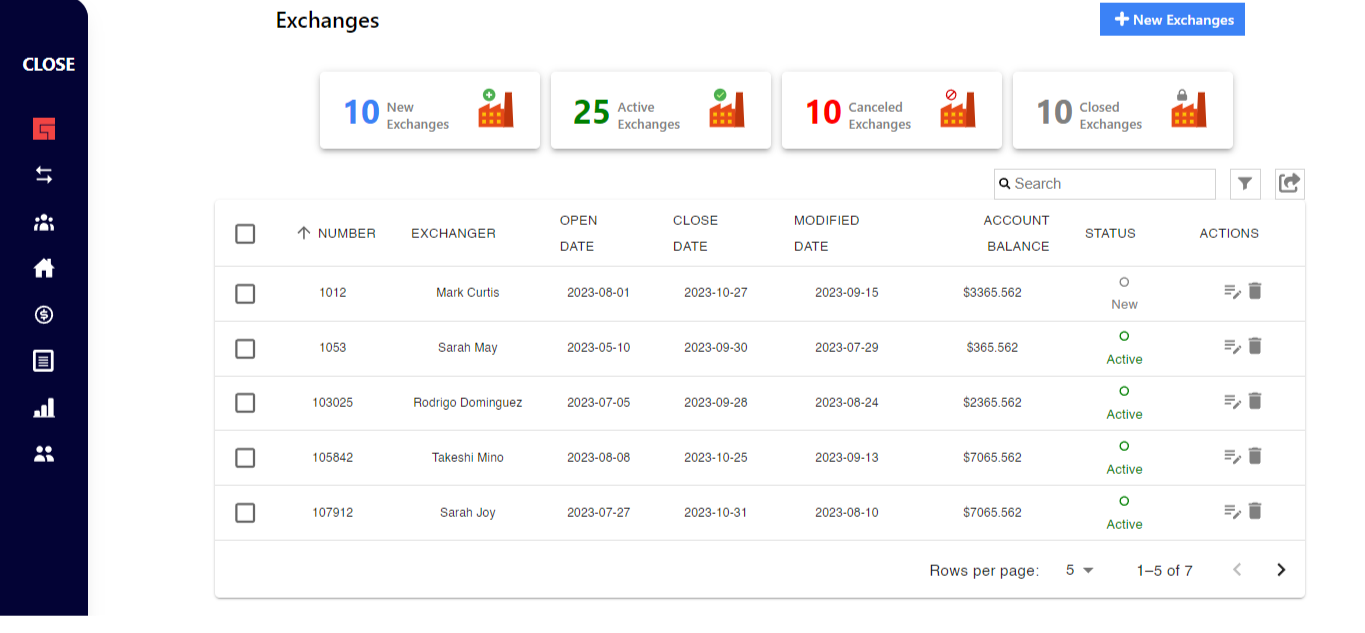 Exchanges
New Exchanges
CLOSE
10 New Exchanges
25 Active Exchanges
10 Canceled Exchanges
10 Closed Exchanges
Search
NUMBER EXCHANGER OPEN DATE CLOSE DATE MODIFIED DATE ACCOUNT BALANCE STATUS ACTIONS
1012 Mark Curtis 2023-08-01 2023-10-27 2023-09-15 $3365.562 New
1053 Sarah May 2023-05-10 2023-09-30 2023-07-29 $365.562 Active
103025 Rodrigo Dominguez 2023-07-05 2023-09-28 2023-08-24 $2365.562 Active
105842 Takeshi Mino 2023-08-08 2023-10-25 2023-09-13 $7065.562 Active
107912 Sarah Joy 2023-07-27 2023-10-31 2023-08-10 $7065.562 Active
Rows per page: 5 1–5 of 7